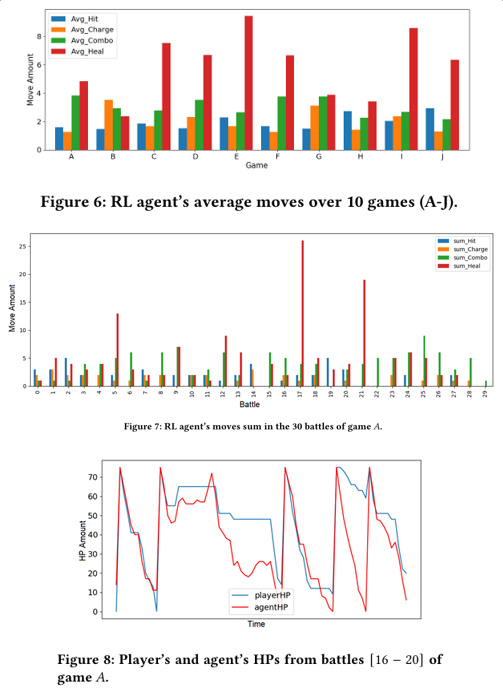 Avg_Hit
Avg_Charge
Avg_Combo
Avg_Heal
Move Amount
8
6
4
2
0
A B C D E F G H I J
Game
Figure 6: RL agent's average moves over 10 games (A-J).
sum_Hit
sum_Charge
sum_Combo
sum_Heal
Move Amount
25
20
15
10
5
0
0 1 2 3 4 5 6 7 8 9 10 11 12 13 14 15 16 17 18 19 20 21 22 23 24 25 26 27 28 29
Battle
Figure 7: RL agent's moves sum in the 30 battles of game A.
HP Amount
70
60
50
40
30
20
10
0
playerHP
agentHP
Time
Figure 8: Player's and agent's HPs from battles [16 − 20] of
game A.